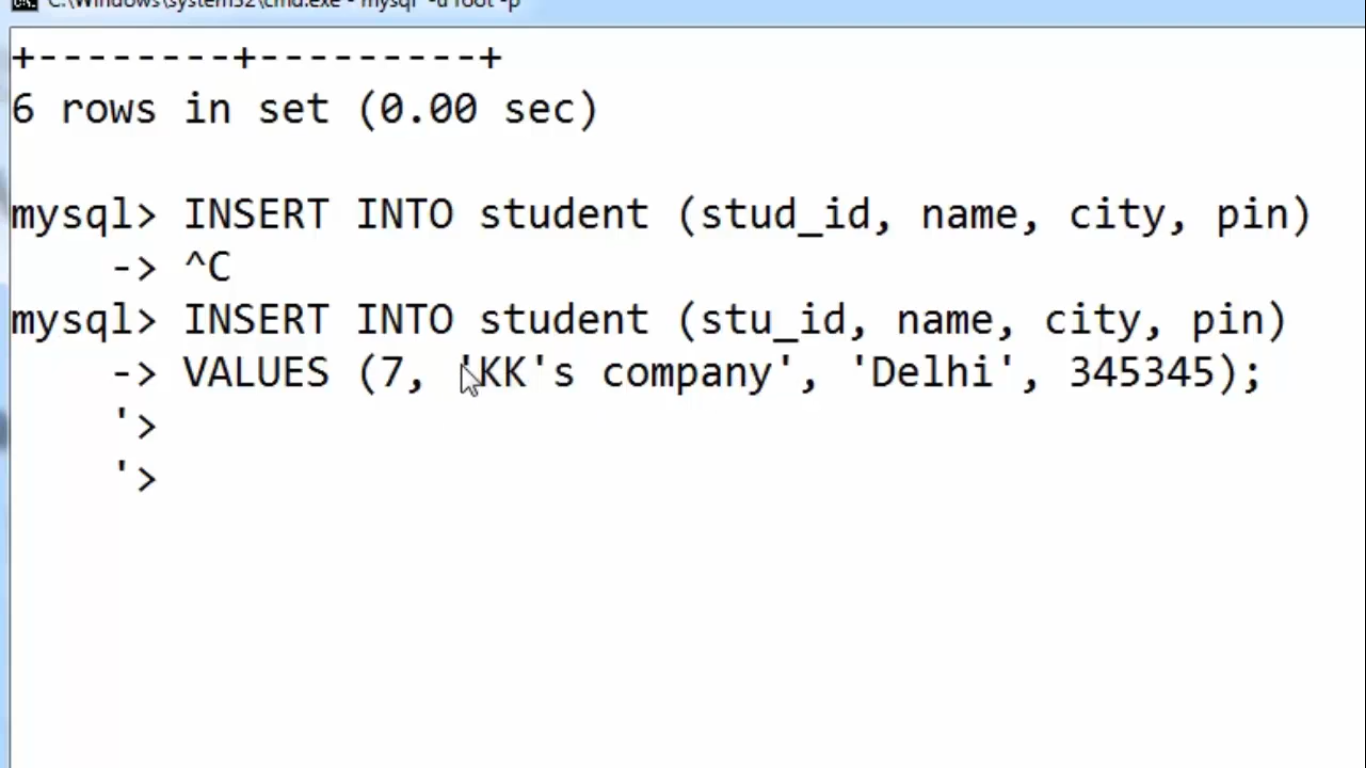 C:\Windows\system32\cmd.exe - mysql -u root -p
+--------+---------+
6 rows in set (0.00 sec)
mysql> INSERT INTO student (stud_id, name, city, pin)
-> ^C
mysql> INSERT INTO student (stu_id, name, city, pin)
-> VALUES (7, 'KK's company', 'Delhi', 345345);
'>
'>